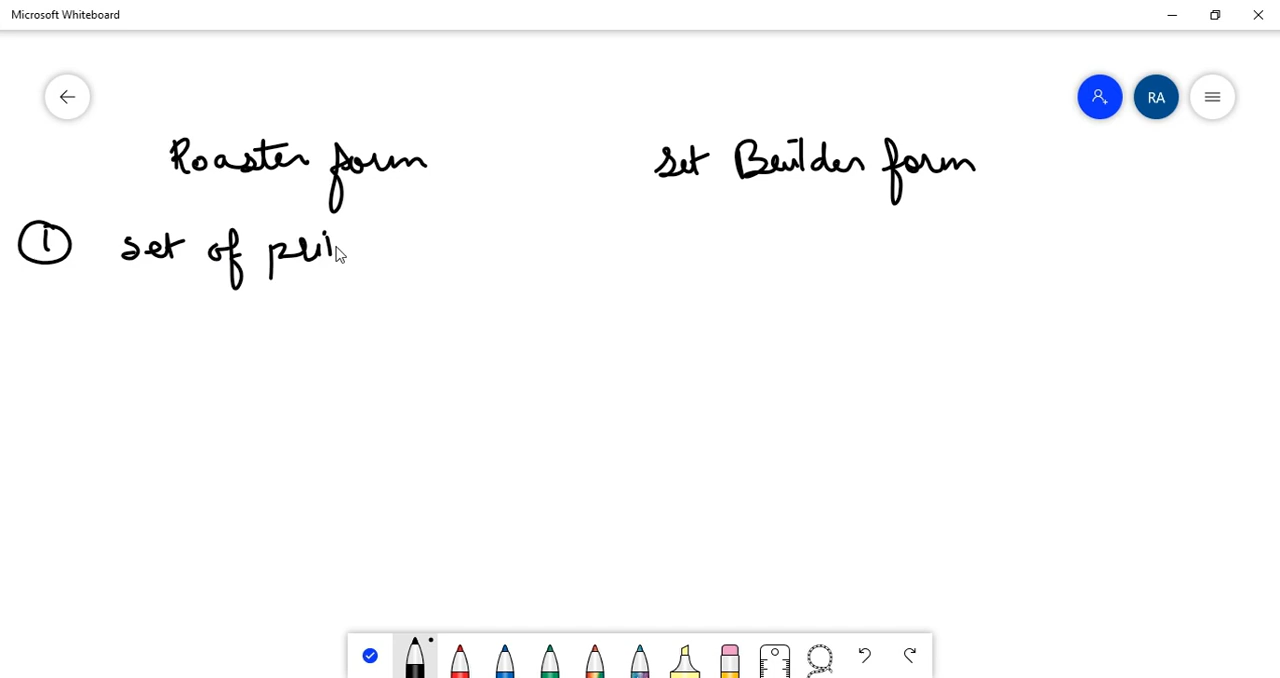 Microsoft Whiteboard
RA
Roaster form
set Builder form
1 set of pri